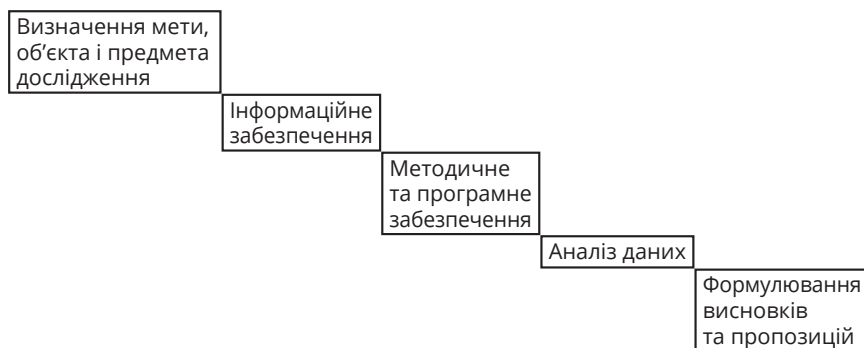 Визначення мети,
об’єкта і предмета
дослідження
Інформаційне
забезпечення
Методичне
та програмне
забезпечення
Аналіз даних
Формулювання
висновків
та пропозицій